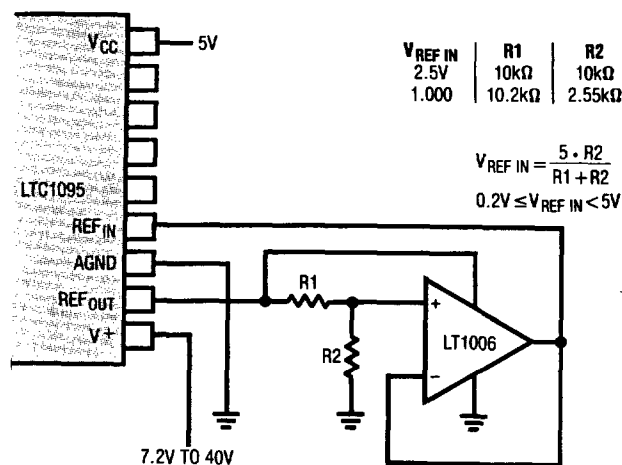 VCC
5V
LTC1095
REFIN
AGND
REFOUT
V+
7.2V TO 40V
VREF IN R1 R2
2.5V 10kΩ 10kΩ
1.000 10.2kΩ 2.55kΩ
VREF IN = 5 • R2
R1 + R2
0.2V ≤ VREF IN < 5V
R1
R2
+
−
LT1006